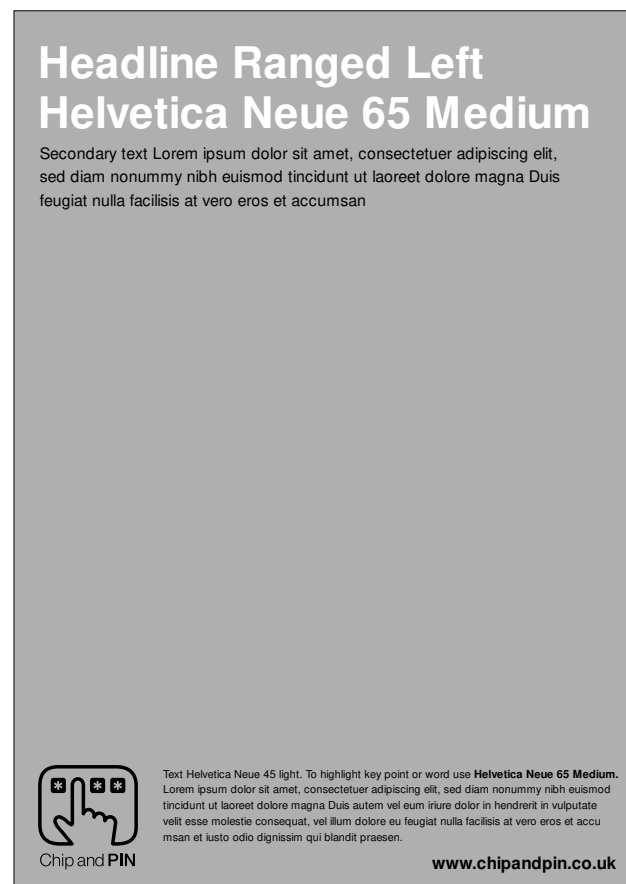 Headline Ranged Left
Helvetica Neue 65 Medium
Secondary text Lorem ipsum dolor sit amet, consectetuer adipiscing elit,
sed diam nonummy nibh euismod tincidunt ut laoreet dolore magna Duis
feugiat nulla facilisis at vero eros et accumsan
Text Helvetica Neue 45 light. To highlight key point or word use Helvetica Neue 65 Medium.
Lorem ipsum dolor sit amet, consectetuer adipiscing elit, sed diam nonummy nibh euismod
tincidunt ut laoreet dolore magna Duis autem vel eum iriure dolor in hendrerit in vulputate
velit esse molestie consequat, vel illum dolore eu feugiat nulla facilisis at vero eros et accu
msan et iusto odio dignissim qui blandit praesen.
* * *
Chip and PIN
www.chipandpin.co.uk